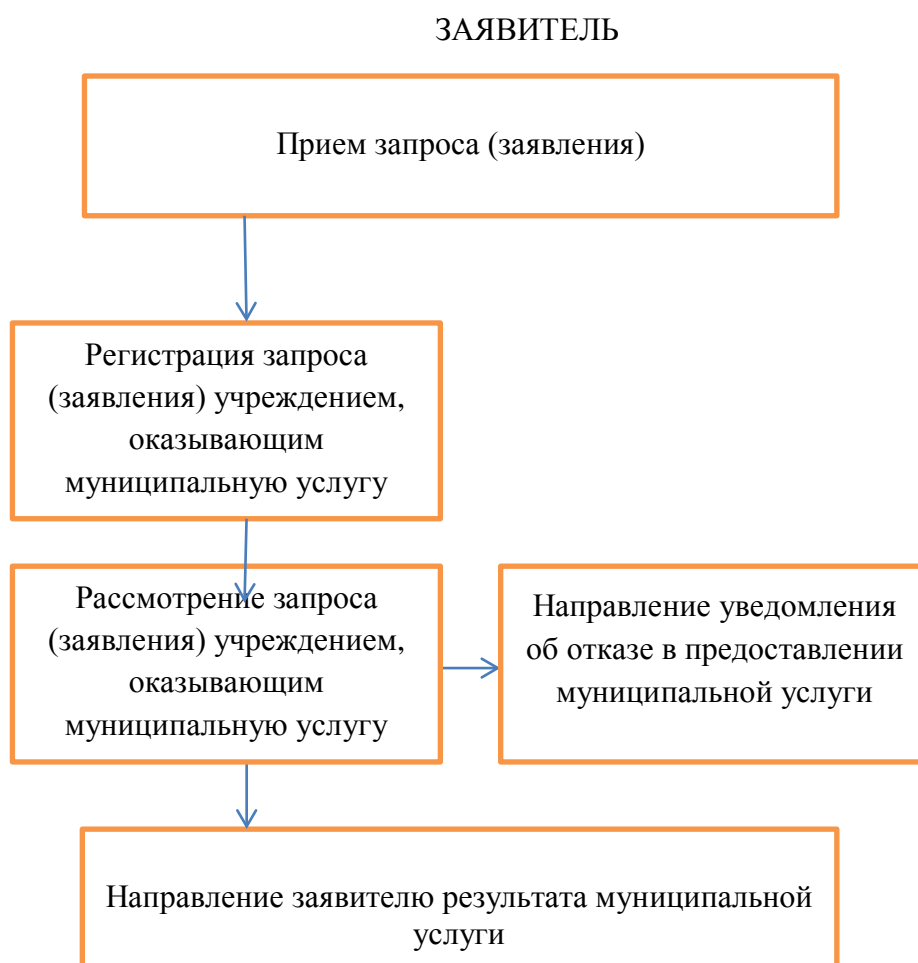 ЗАЯВИТЕЛЬ
Прием запроса (заявления)
Регистрация запроса
(заявления) учреждением,
оказывающим
муниципальную услугу
Рассмотрение запроса
(заявления) учреждением,
оказывающим
муниципальную услугу
Направление уведомления
об отказе в предоставлении
муниципальной услуги
Направление заявителю результата муниципальной
услуги